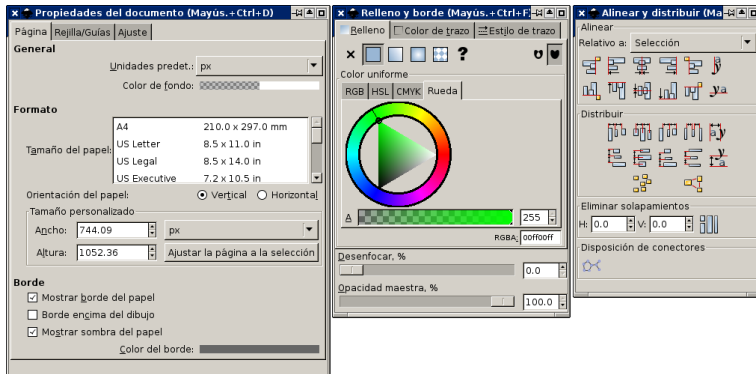 Propiedades del documento (Mayús.+Ctrl+D)
Página Rejilla/Guías Ajuste
General
Unidades predet.: px
Color de fondo:
Formato
Tamaño del papel:
A4 210.0 x 297.0 mm
US Letter 8.5 x 11.0 in
US Legal 8.5 x 14.0 in
US Executive 7.2 x 10.5 in
Orientación del papel: Vertical Horizontal
Tamaño personalizado
Ancho: 744.09 px
Altura: 1052.36 Ajustar la página a la selección
Borde
Mostrar borde del papel
Borde encima del dibujo
Mostrar sombra del papel
Color del borde:
Relleno y borde (Mayús.+Ctrl+F)
Relleno Color de trazo Estilo de trazo
?
Color uniforme
RGB HSL CMYK Rueda
A 255
RGBA: 00ff00ff
Desenfocar, %
0.0
Opacidad maestra, %
100.0
Alinear y distribuir (Ma
Alinear
Relativo a: Selección
Distribuir
Eliminar solapamientos
H: 0.0 V: 0.0
Disposición de conectores